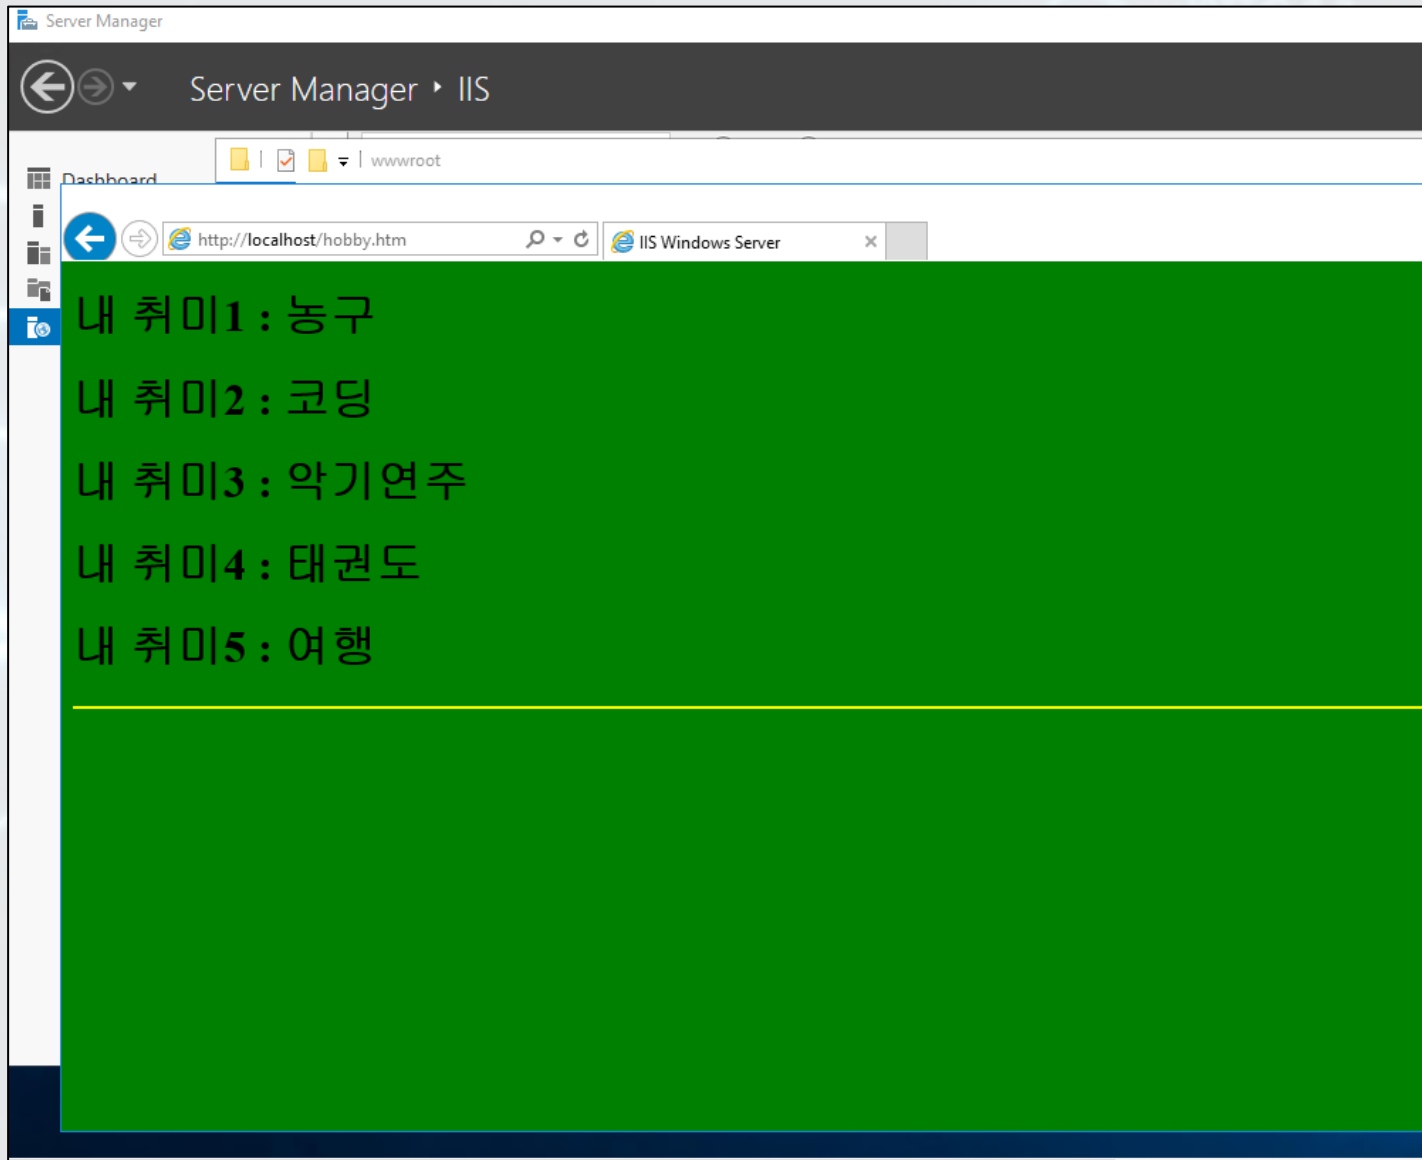 Server Manager
Server Manager ‣ IIS
wwwroot
Dashboard
http://localhost/hobby.htm
IIS Windows Server
내 취미1 : 농구
내 취미2 : 코딩
내 취미3 : 악기연주
내 취미4 : 태권도
내 취미5 : 여행